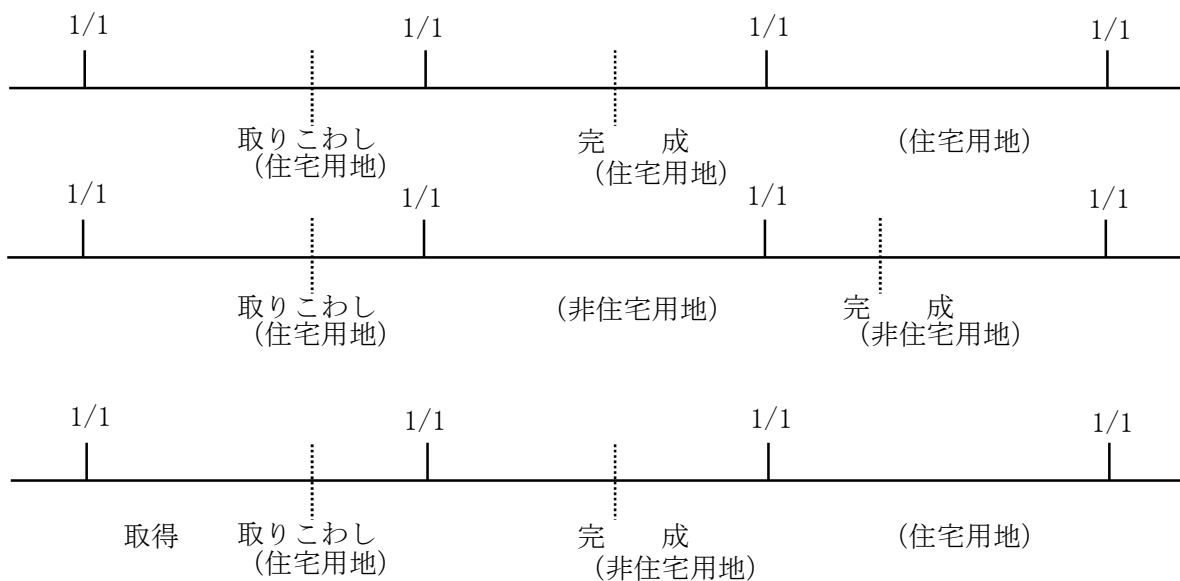 1/1 1/1 1/1 1/1
取りこわし 完　　成 (住宅用地)
(住宅用地) (住宅用地)
1/1 1/1 1/1 1/1
取りこわし (非住宅用地) 完　　成
(住宅用地) (非住宅用地)
1/1 1/1 1/1 1/1
取得 取りこわし 完　　成 (住宅用地)
(住宅用地) (非住宅用地)